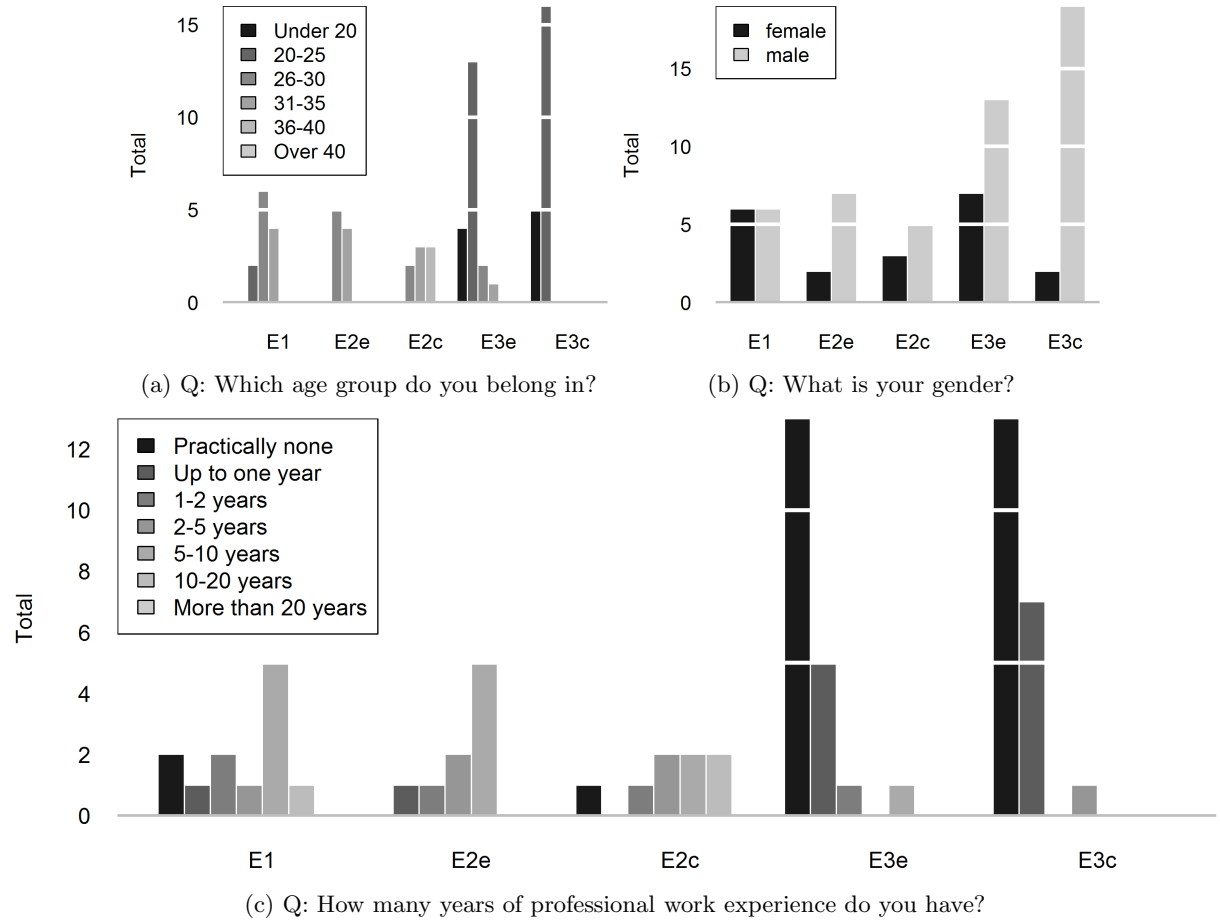 Total
15
10
5
0
Under 20
20-25
26-30
31-35
36-40
Over 40
E1
E2e
E2c
E3e
E3c
(a) Q: Which age group do you belong in?
Total
15
10
5
0
female
male
E1
E2e
E2c
E3e
E3c
(b) Q: What is your gender?
Total
12
10
8
6
4
2
0
Practically none
Up to one year
1-2 years
2-5 years
5-10 years
10-20 years
More than 20 years
E1
E2e
E2c
E3e
E3c
(c) Q: How many years of professional work experience do you have?